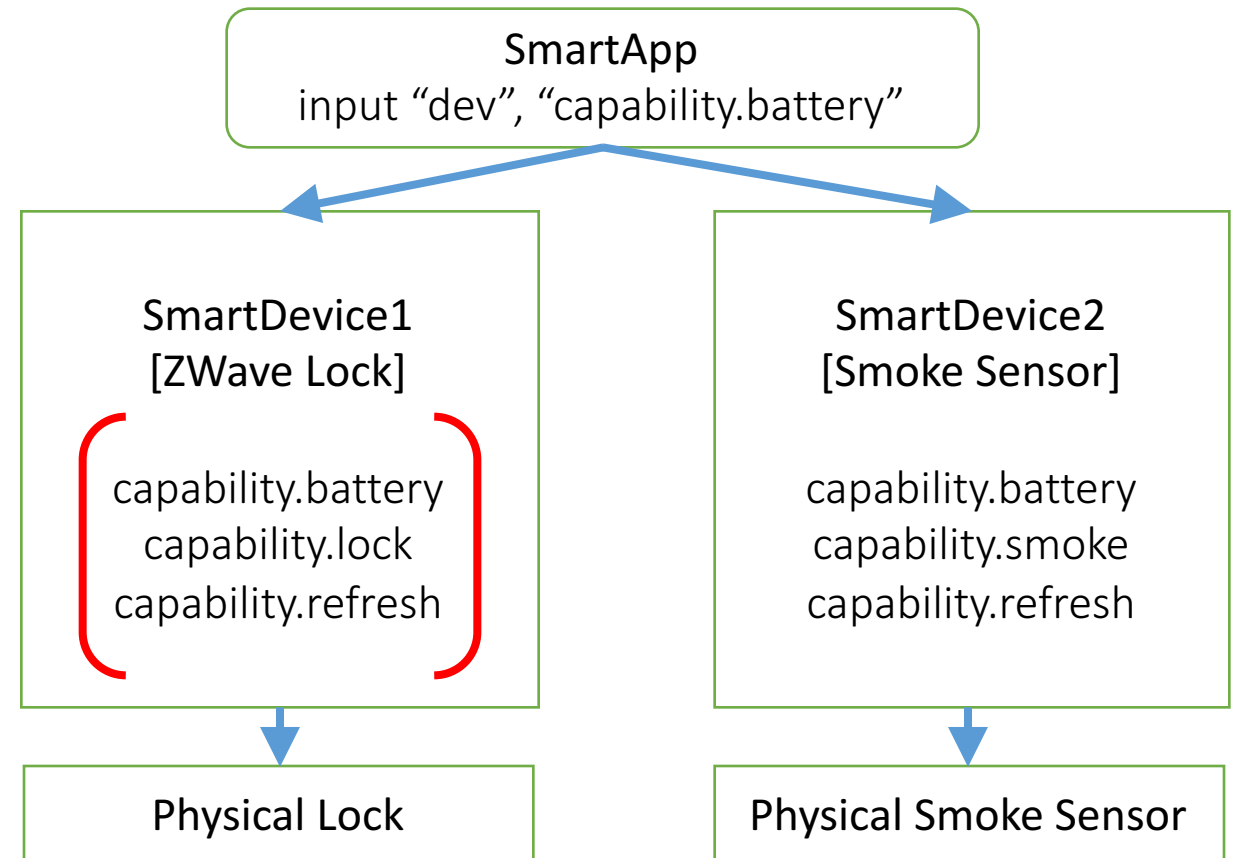 SmartApp
input “dev”, “capability.battery”
SmartDevice1
[ZWave Lock]
capability.battery
capability.lock
capability.refresh
SmartDevice2
[Smoke Sensor]
capability.battery
capability.smoke
capability.refresh
Physical Lock
Physical Smoke Sensor